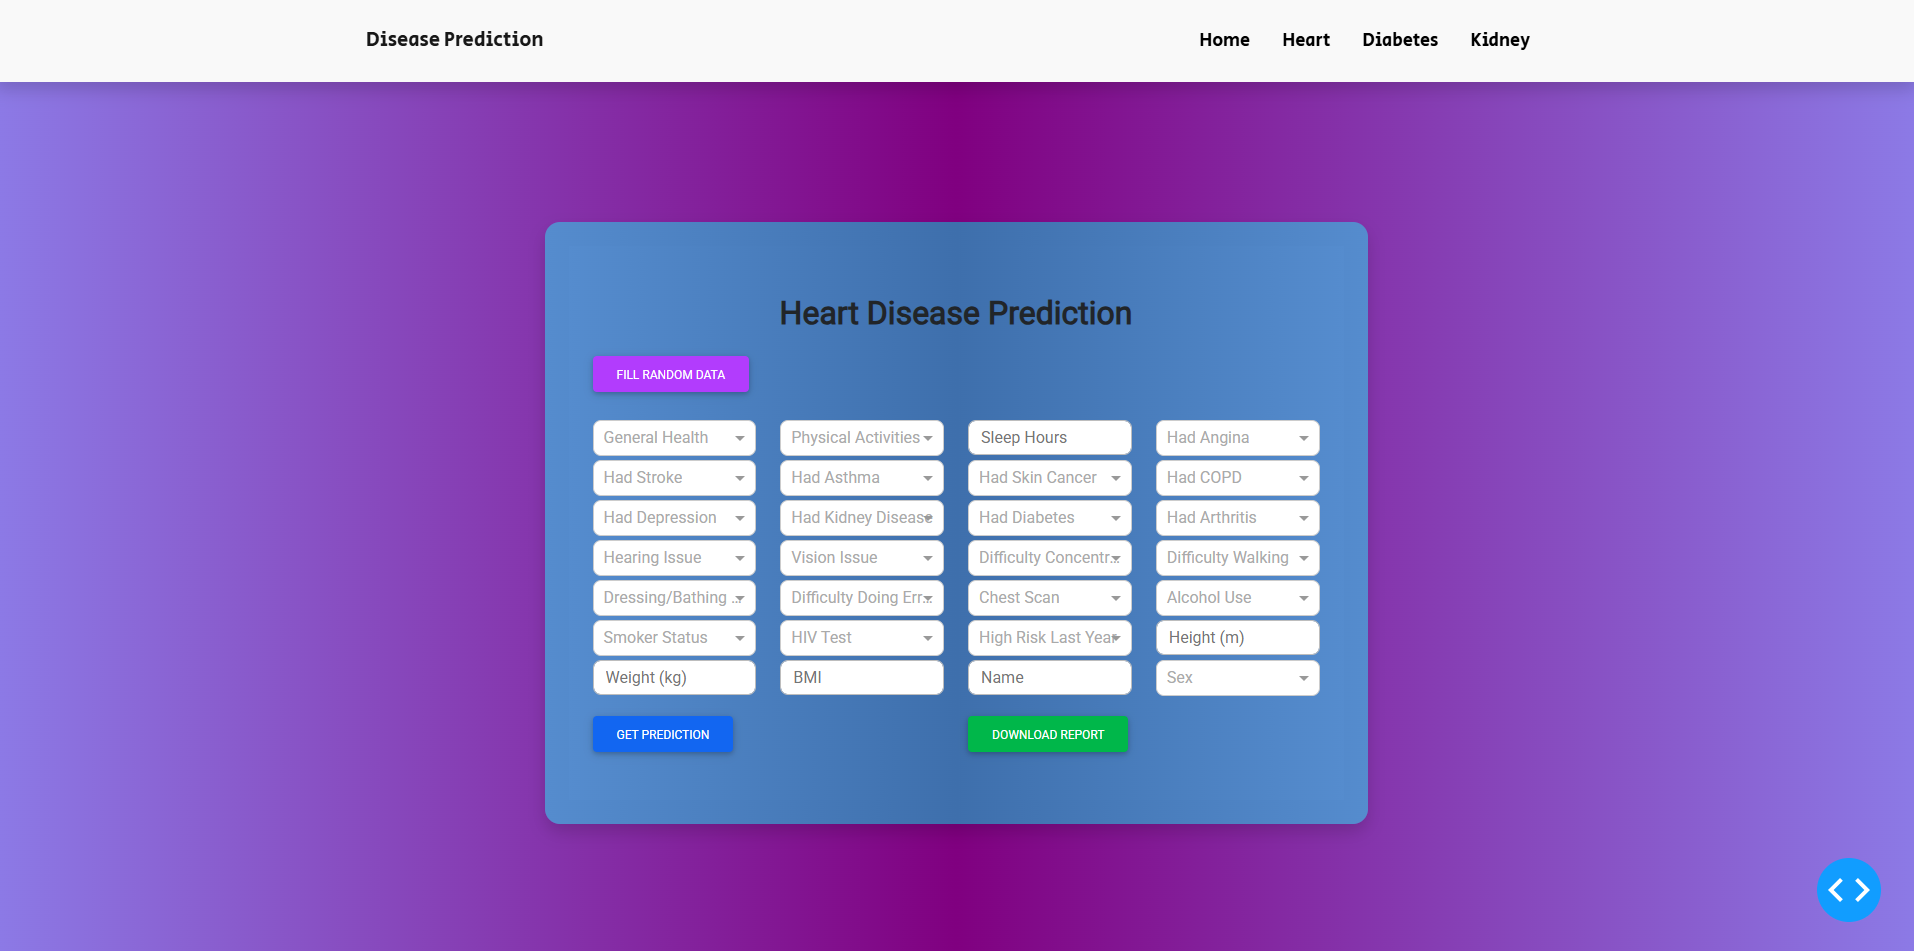 Disease Prediction Home Heart Diabetes Kidney
Heart Disease Prediction
FILL RANDOM DATA
General Health Physical Activities Sleep Hours Had Angina
Had Stroke Had Asthma Had Skin Cancer Had COPD
Had Depression Had Kidney Disease Had Diabetes Had Arthritis
Hearing Issue Vision Issue Difficulty Concentr... Difficulty Walking
Dressing/Bathing ... Difficulty Doing Err... Chest Scan Alcohol Use
Smoker Status HIV Test High Risk Last Year Height (m)
Weight (kg) BMI Name Sex
GET PREDICTION DOWNLOAD REPORT